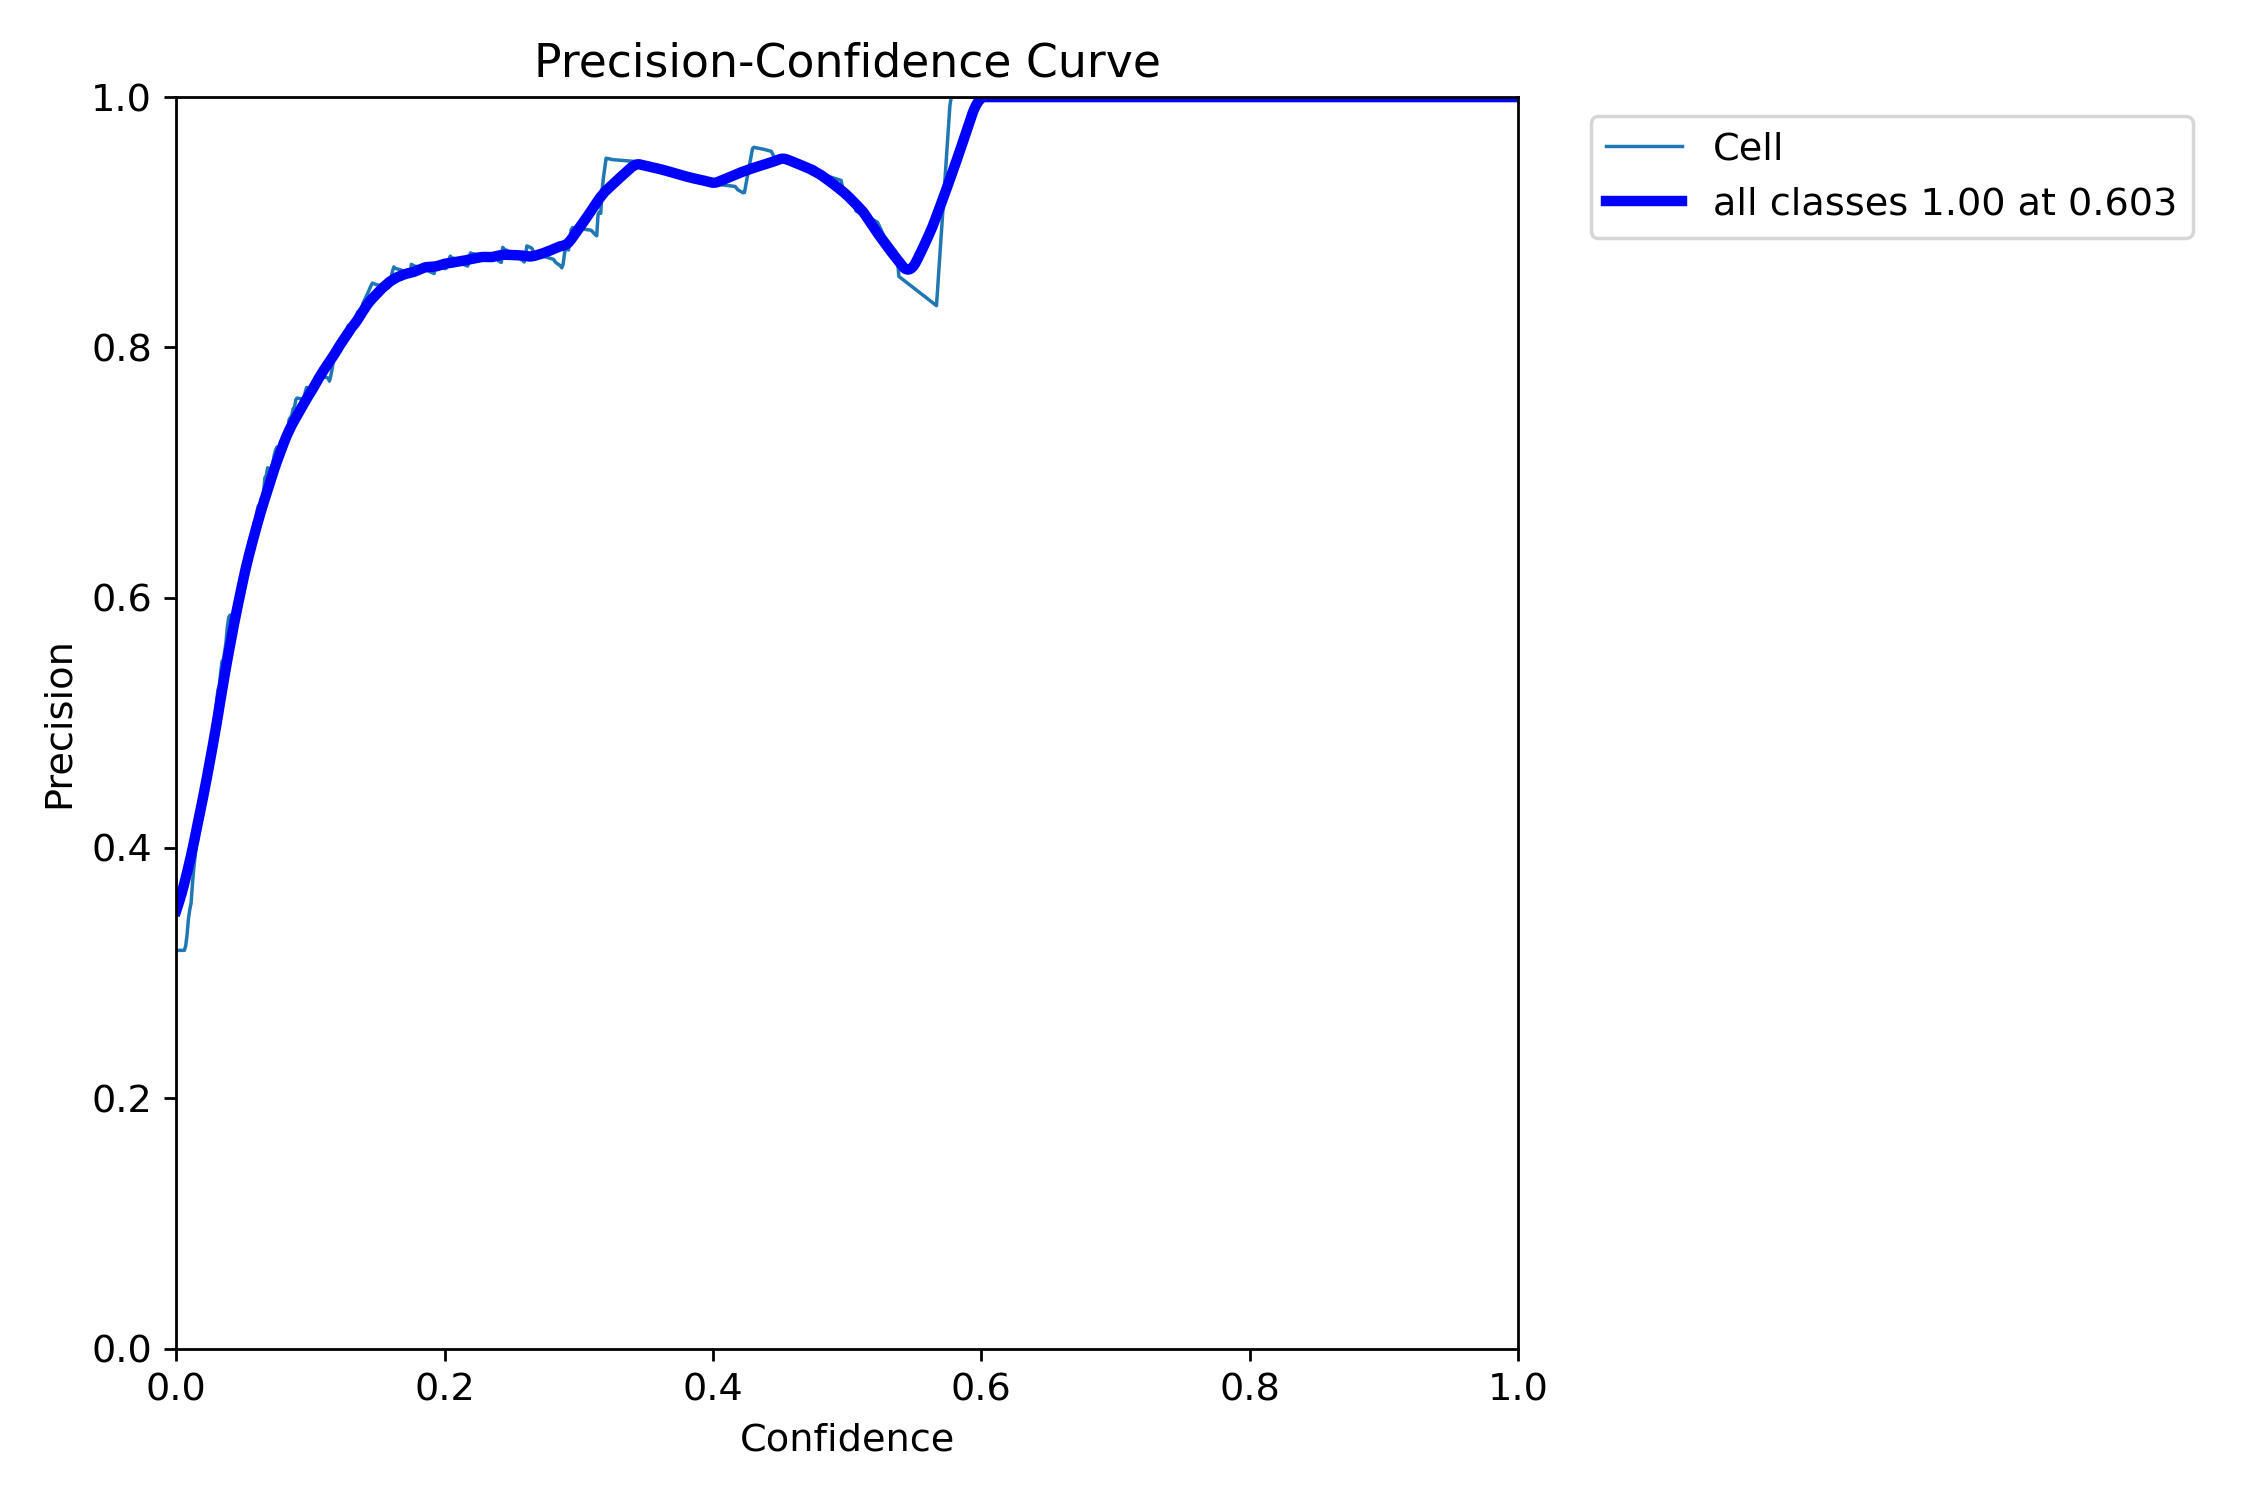 Precision-Confidence Curve
1.0
0.8
0.6
0.4
0.2
0.0
Precision
0.0 0.2 0.4 0.6 0.8 1.0
Confidence
Cell
all classes 1.00 at 0.603